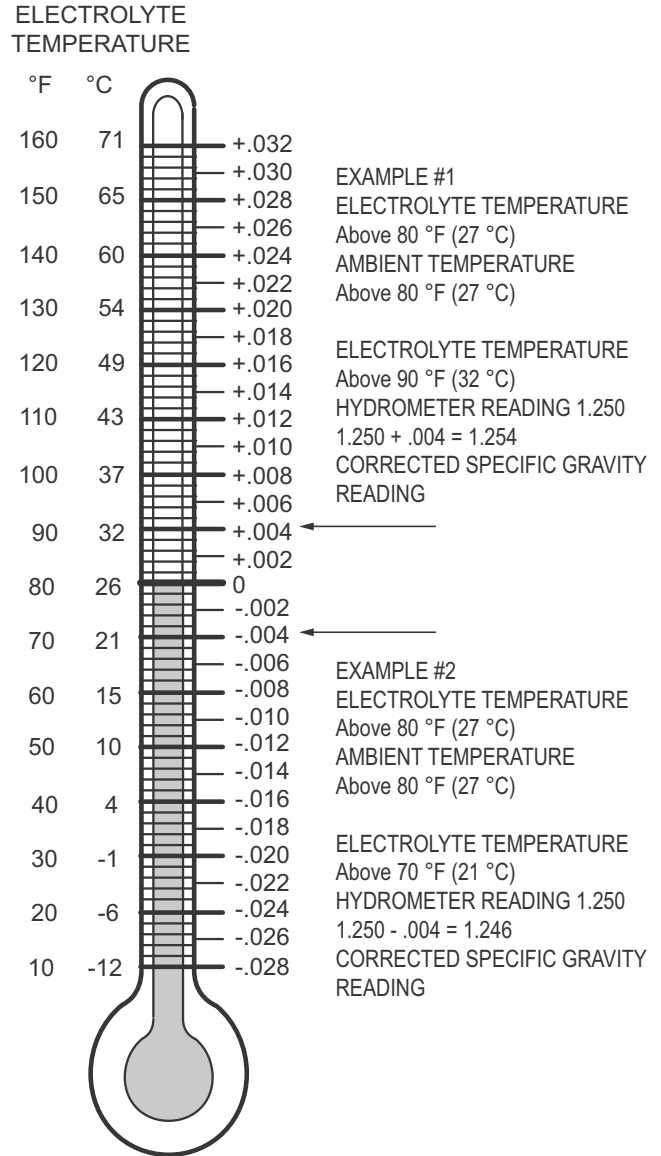 ELECTROLYTE
TEMPERATURE
°F °C
160 71 +.032
+.030
150 65 +.028
+.026
140 60 +.024
+.022
130 54 +.020
+.018
120 49 +.016
+.014
110 43 +.012
+.010
100 37 +.008
+.006
90 32 +.004
+.002
80 26 0
-.002
70 21 -.004
-.006
60 15 -.008
-.010
50 10 -.012
-.014
40 4 -.016
-.018
30 -1 -.020
-.022
20 -6 -.024
-.026
10 -12 -.028
EXAMPLE #1
ELECTROLYTE TEMPERATURE
Above 80 °F (27 °C)
AMBIENT TEMPERATURE
Above 80 °F (27 °C)
ELECTROLYTE TEMPERATURE
Above 90 °F (32 °C)
HYDROMETER READING 1.250
1.250 + .004 = 1.254
CORRECTED SPECIFIC GRAVITY
READING
EXAMPLE #2
ELECTROLYTE TEMPERATURE
Above 80 °F (27 °C)
AMBIENT TEMPERATURE
Above 80 °F (27 °C)
ELECTROLYTE TEMPERATURE
Above 70 °F (21 °C)
HYDROMETER READING 1.250
1.250 - .004 = 1.246
CORRECTED SPECIFIC GRAVITY
READING